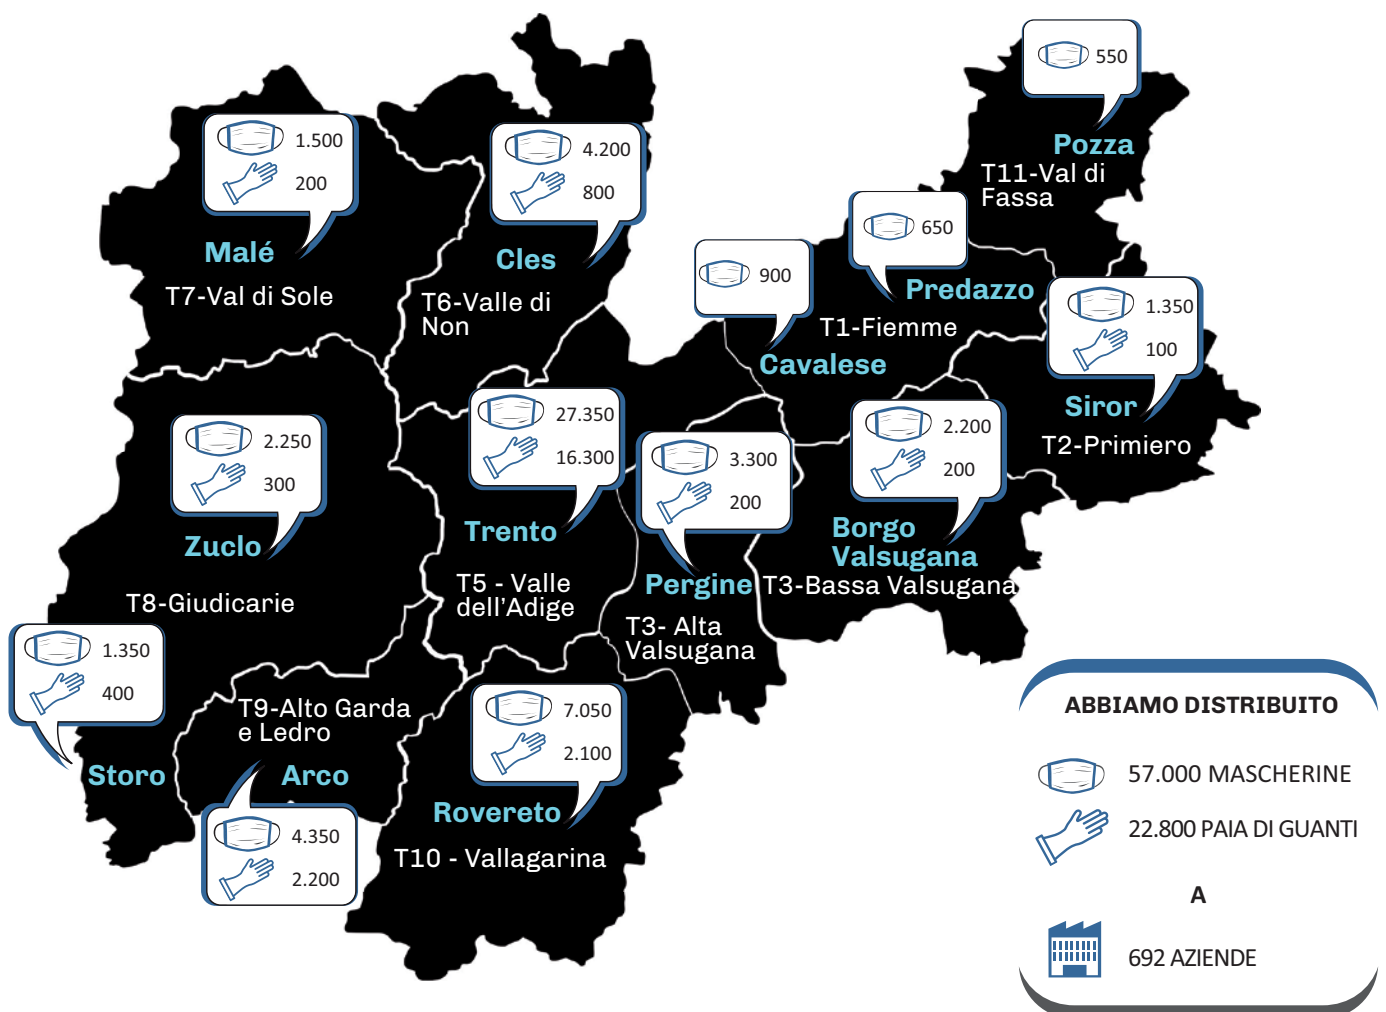 550
Pozza
T11-Val di
Fassa
1.500
200
Malé
T7-Val di Sole
4.200
800
Cles
T6-Valle di
Non
650
Predazzo
900
T1-Fiemme
Cavalese
1.350
100
Siror
T2-Primiero
2.250
300
Zuclo
T8-Giudicarie
27.350
16.300
Trento
T5 - Valle
dell'Adige
3.300
200
Pergine
T3- Alta
Valsugana
2.200
200
Borgo
Valsugana
T3-Bassa Valsugana
1.350
400
Storo
T9-Alto Garda
e Ledro
Arco
4.350
2.200
7.050
2.100
Rovereto
T10 - Vallagarina
ABBIAMO DISTRIBUITO
57.000 MASCHERINE
22.800 PAIA DI GUANTI
A
692 AZIENDE